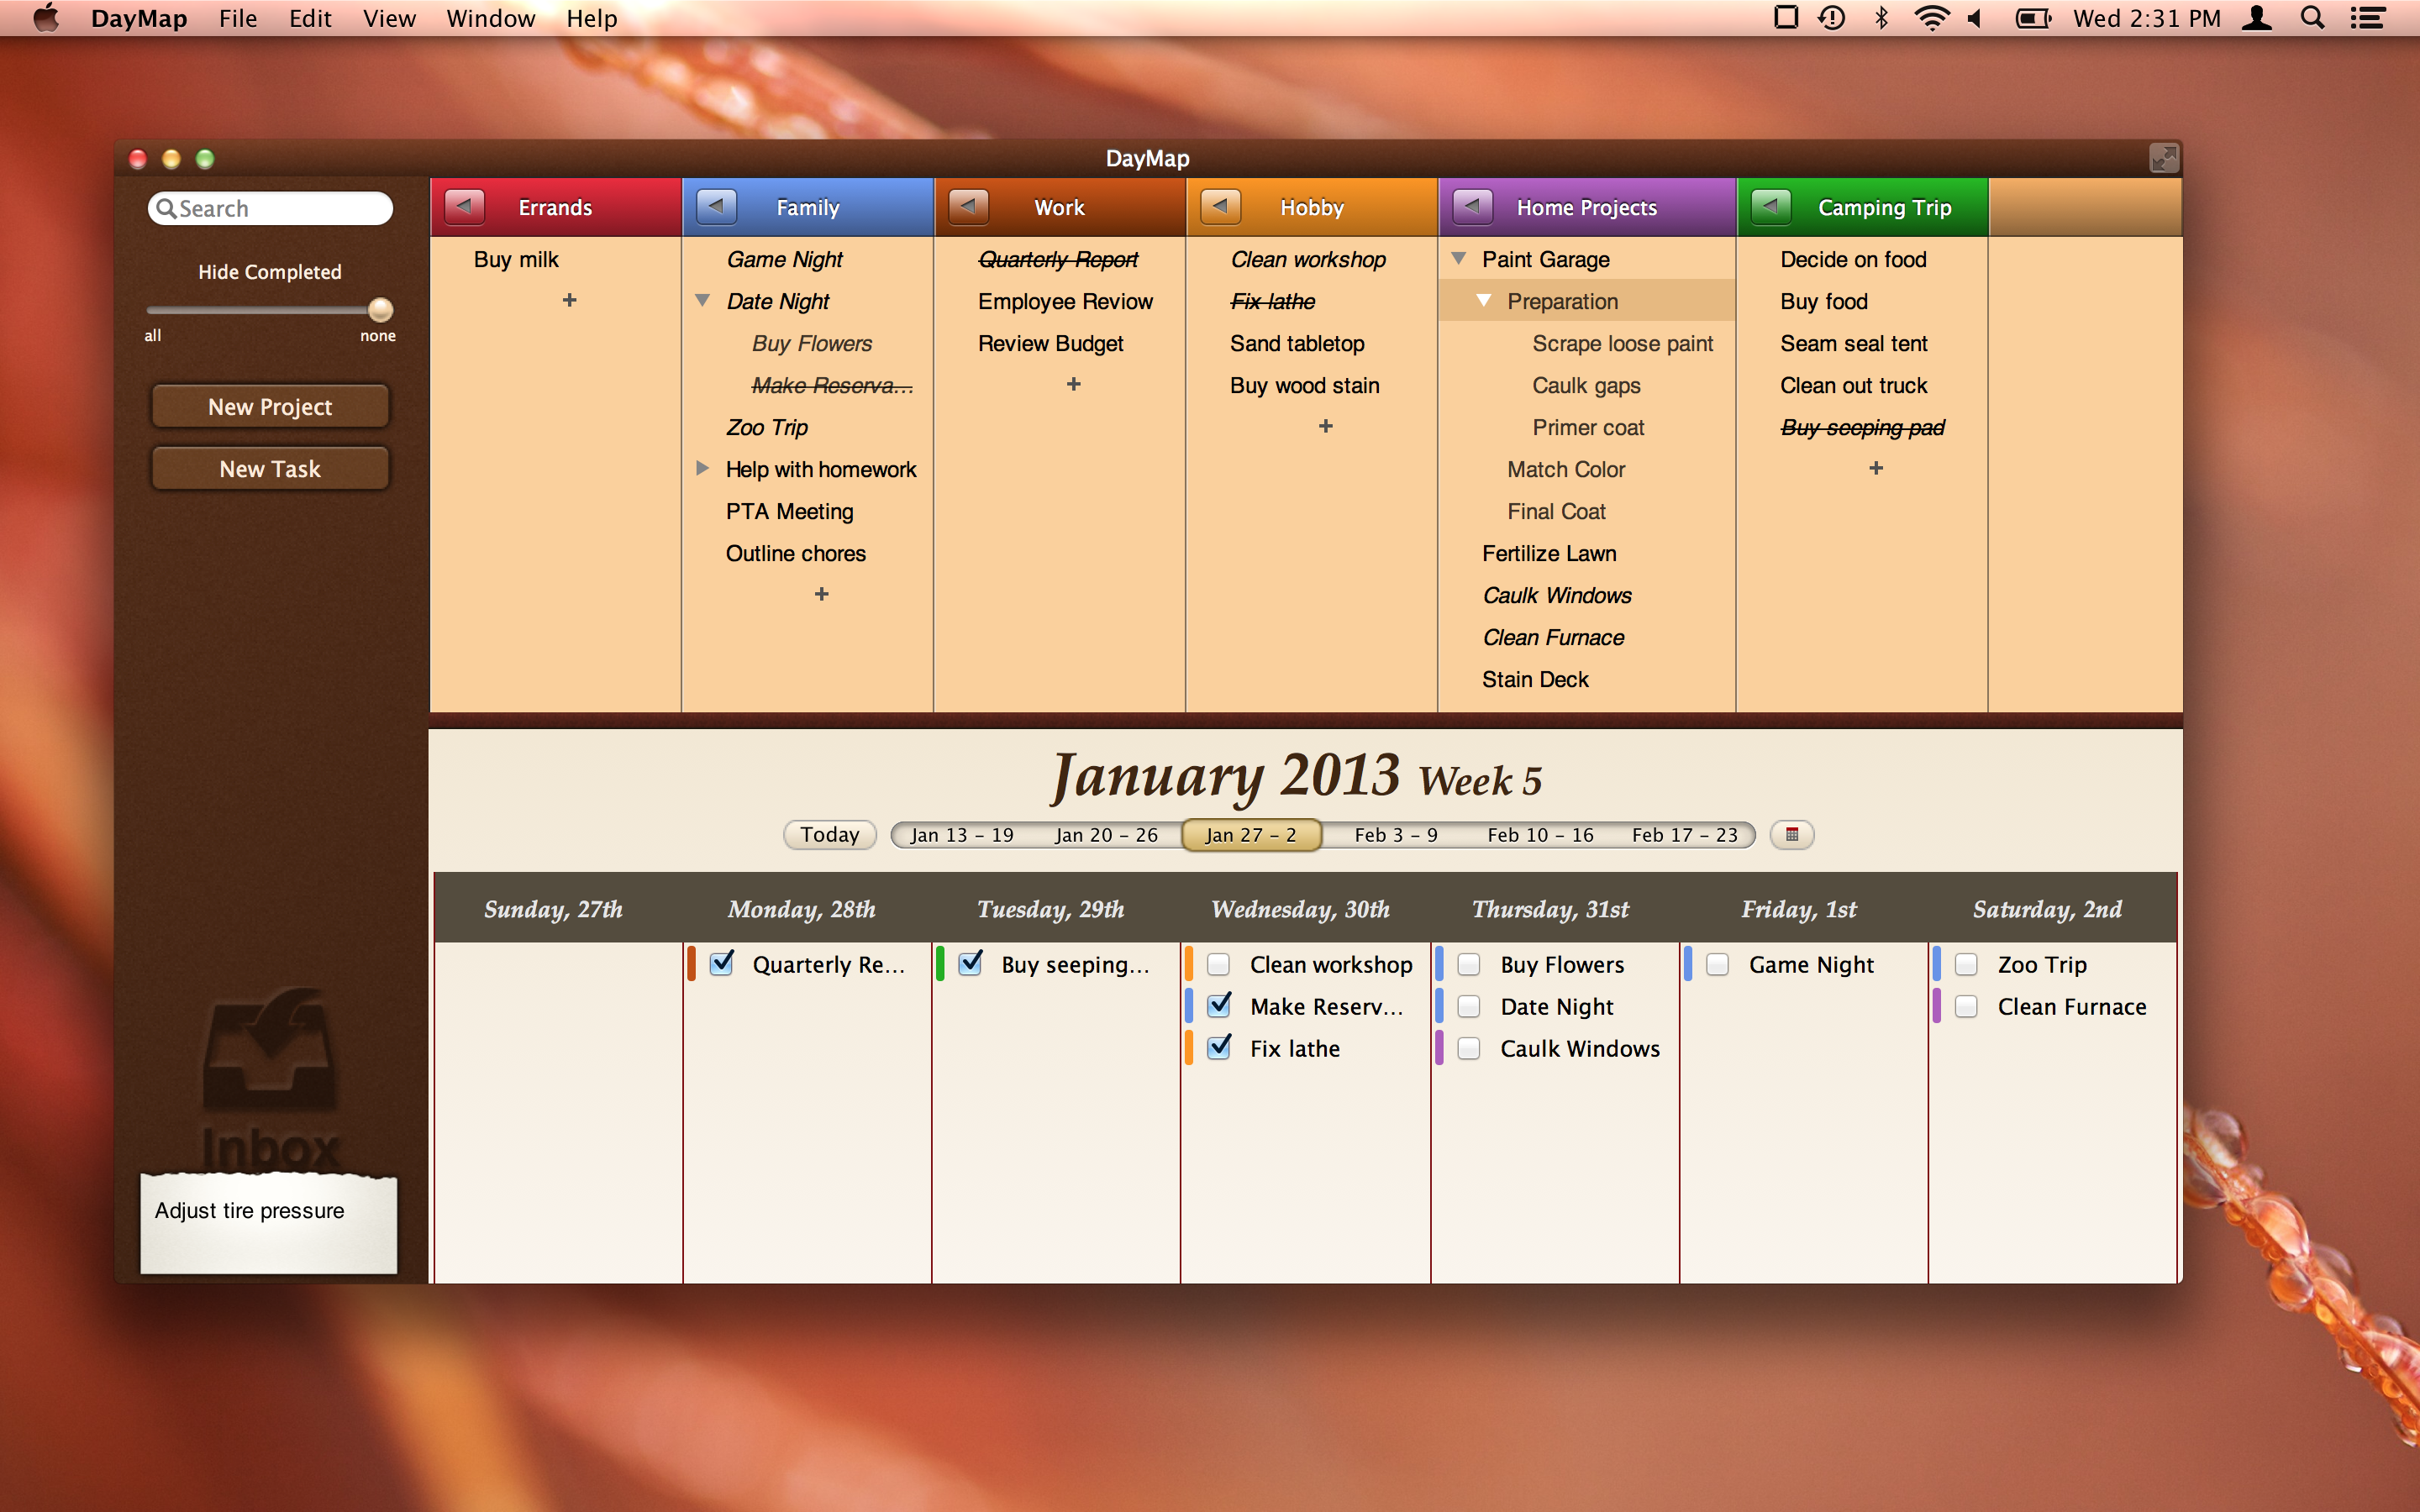 DayMap File Edit View Window Help Wed 2:31 PM
DayMap
Search
Hide Completed
all none
New Project
New Task
Inbox
Adjust tire pressure
Errands
Buy milk
+
Family
Game Night
Date Night
Buy Flowers
Make Reserva...
Zoo Trip
Help with homework
PTA Meeting
Outline chores
+
Work
Quarterly Report
Employee Review
Review Budget
+
Hobby
Clean workshop
Fix lathe
Sand tabletop
Buy wood stain
+
Home Projects
Paint Garage
Preparation
Scrape loose paint
Caulk gaps
Primer coat
Match Color
Final Coat
Fertilize Lawn
Caulk Windows
Clean Furnace
Stain Deck
Camping Trip
Decide on food
Buy food
Seam seal tent
Clean out truck
Buy seeping pad
+
January 2013 Week 5
Today Jan 13 – 19 Jan 20 – 26 Jan 27 – 2 Feb 3 – 9 Feb 10 – 16 Feb 17 – 23
Sunday, 27th
Monday, 28th
Quarterly Re...
Tuesday, 29th
Buy seeping...
Wednesday, 30th
Clean workshop
Make Reserv...
Fix lathe
Thursday, 31st
Buy Flowers
Date Night
Caulk Windows
Friday, 1st
Game Night
Saturday, 2nd
Zoo Trip
Clean Furnace